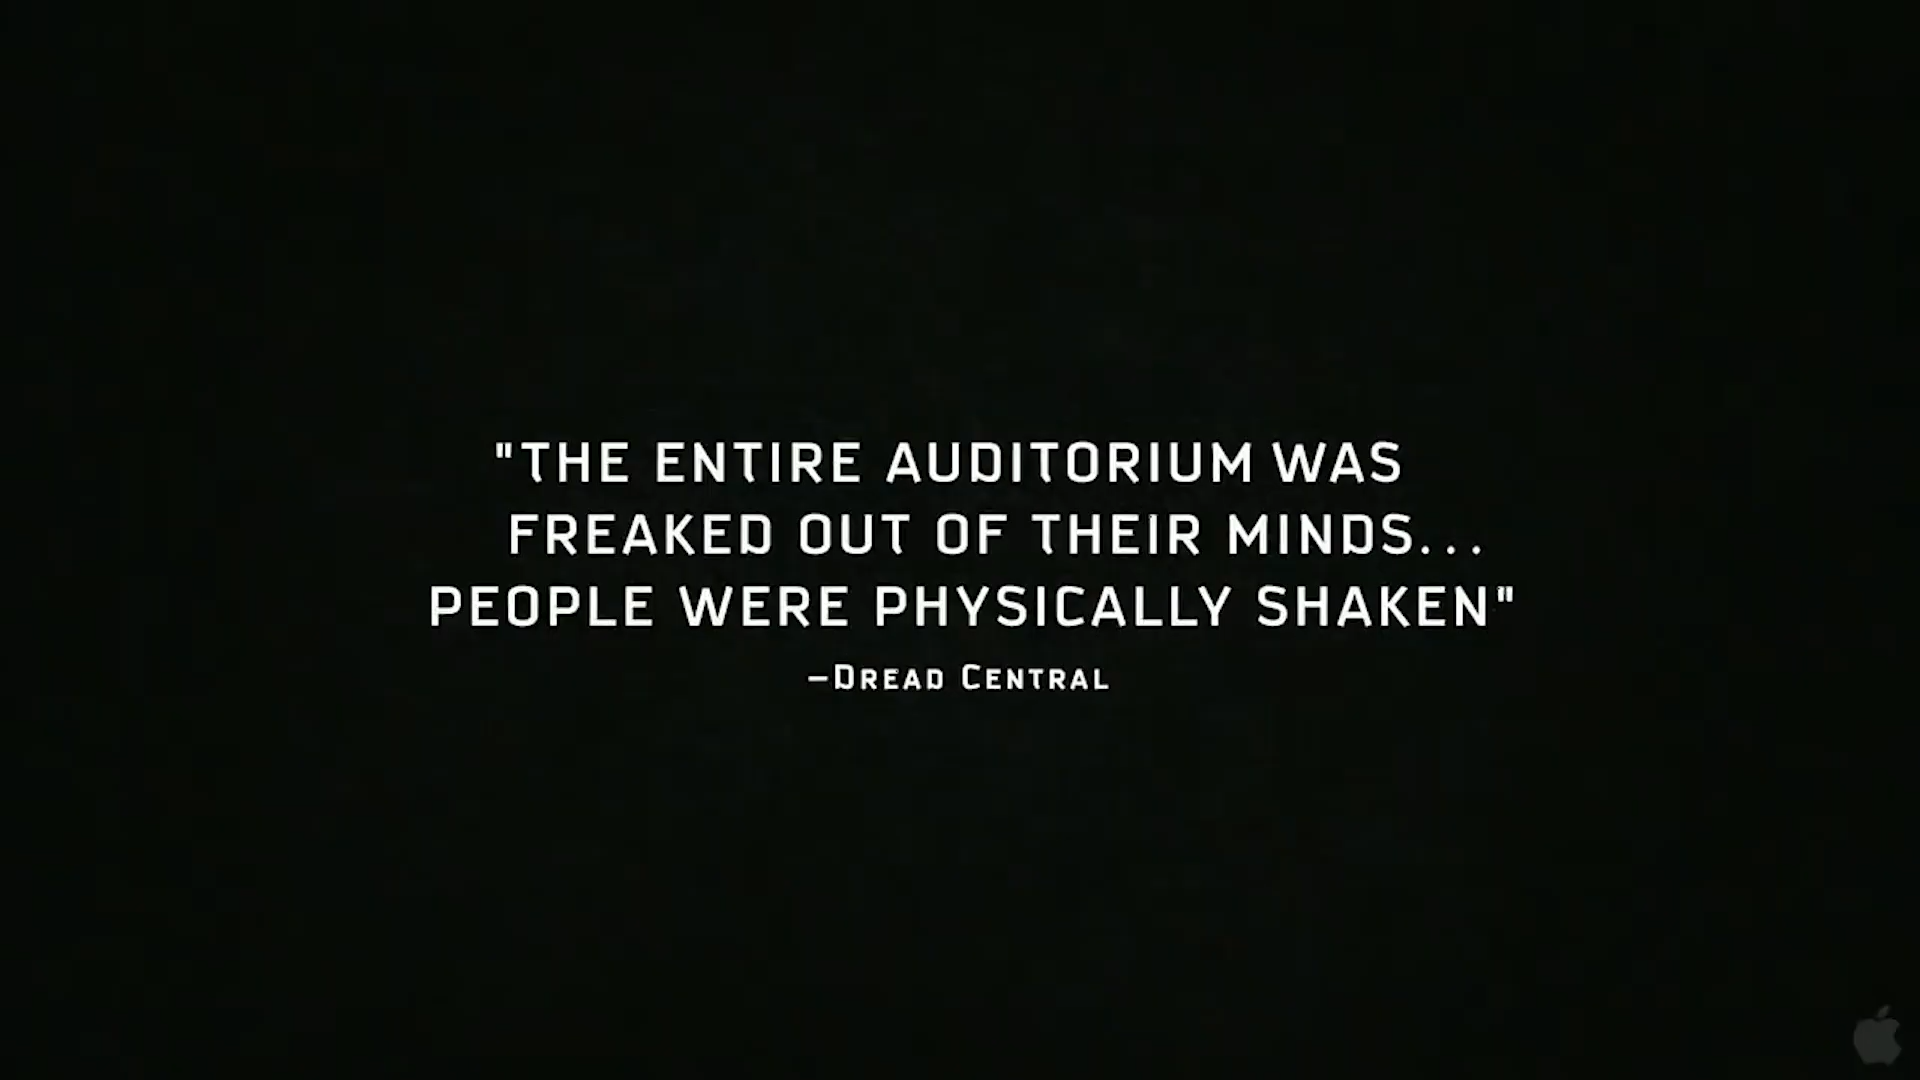 "THE ENTIRE AUDITORIUM WAS
FREAKED OUT OF THEIR MINDS...
PEOPLE WERE PHYSICALLY SHAKEN"
–DREAD CENTRAL